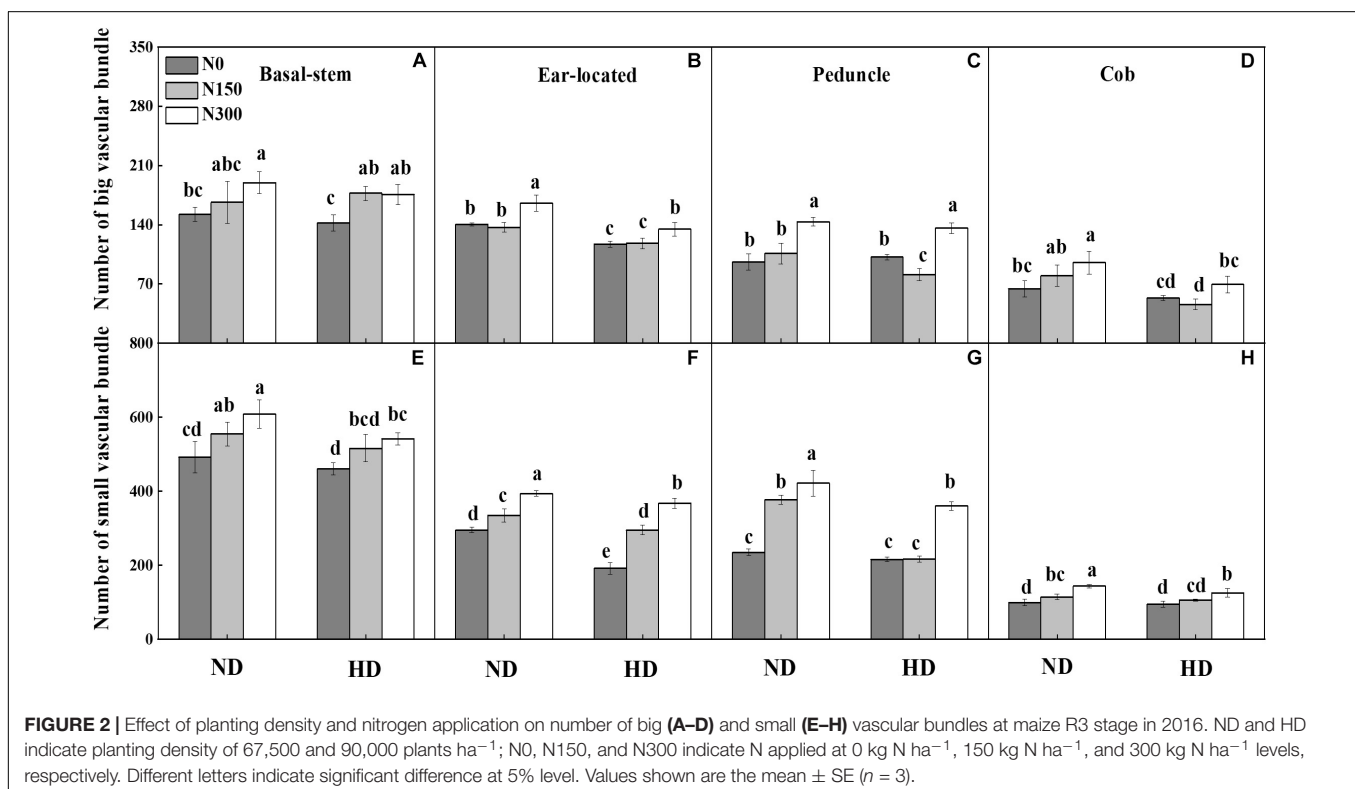 350
280
210
140
70
800
600
400
200
0
Number of big vascular bundle
Number of small vascular bundle
N0
N150
N300
Basal-stem A
Ear-located B
Peduncle C
Cob D
bc abc a c ab ab
b b a c c b
b b a b c a
bc ab a cd d bc
E
F
G
H
cd ab a d bcd bc
d c a e d b
c b a c c b
d bc a d cd b
ND HD ND HD ND HD ND HD
FIGURE 2 | Effect of planting density and nitrogen application on number of big (A–D) and small (E–H) vascular bundles at maize R3 stage in 2016. ND and HD
indicate planting density of 67,500 and 90,000 plants ha−1; N0, N150, and N300 indicate N applied at 0 kg N ha−1, 150 kg N ha−1, and 300 kg N ha−1 levels,
respectively. Different letters indicate significant difference at 5% level. Values shown are the mean ± SE (n = 3).